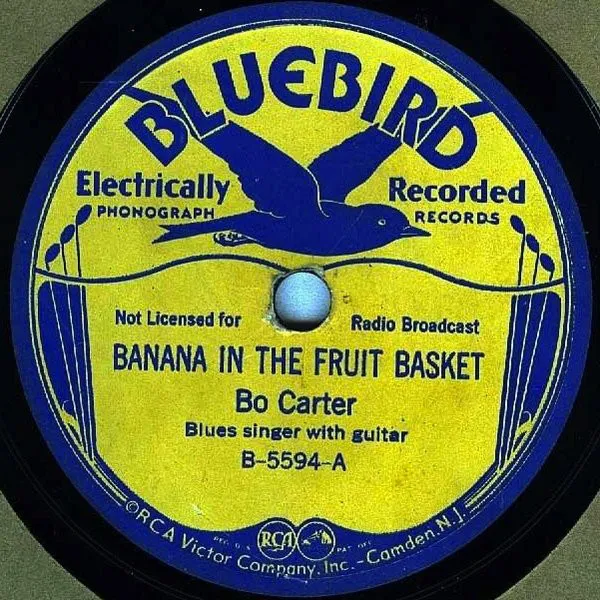 BLUEBIRD
Electrically Recorded
PHONOGRAPH RECORDS
Not Licensed for Radio Broadcast
BANANA IN THE FRUIT BASKET
Bo Carter
Blues singer with guitar
B-5594-A
RCA
©RCA Victor Company, Inc.-Camden.N.J.